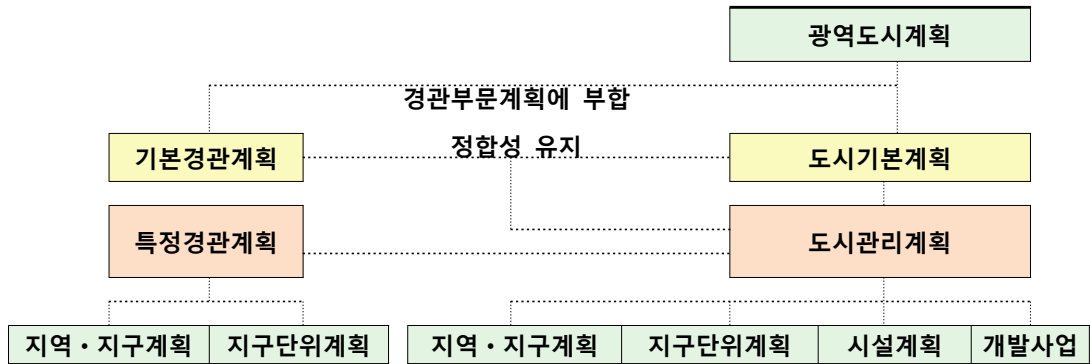 광역도시계획
경관부문계획에 부합
기본경관계획
정합성 유지
도시기본계획
특정경관계획
도시관리계획
지역・지구계획
지구단위계획
지역・지구계획
지구단위계획
시설계획
개발사업